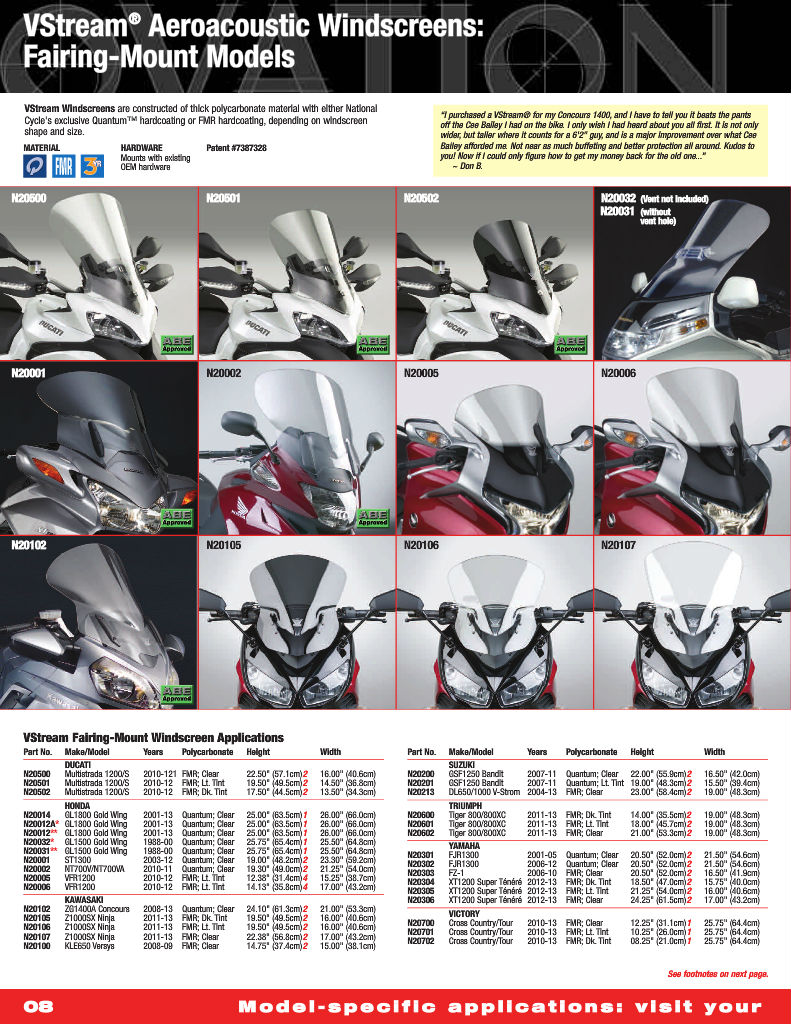 OVATION
VStream® Aeroacoustic Windscreens:
Fairing-Mount Models
VStream Windscreens are constructed of thick polycarbonate material with either National
Cycle's exclusive Quantum™ hardcoating or FMR hardcoating, depending on windscreen
shape and size.
MATERIAL
Q FMR 3YR
HARDWARE
Mounts with existing
OEM hardware
Patent #7387328
"I purchased a VStream® for my Concours 1400, and I have to tell you it beats the pants
off the Cee Bailey I had on the bike. I only wish I had heard about you all first. It is not only
wider, but taller where it counts for a 6'2" guy, and is a major improvement over what Cee
Bailey afforded me. Not near as much buffeting and better protection all around. Kudos to
you! Now if I could only figure how to get my money back for the old one..."
~ Don B.
N20500
DUCATI
ABE
Approved
N20501
DUCATI
ABE
Approved
N20502
DUCATI
ABE
Approved
N20032 (Vent not included)
N20031 (without
vent hole)
N20001
ABE
Approved
N20002
ABE
Approved
N20005
N20006
N20102
Kawasaki
ABE
Approved
N20105
N20106
N20107
VStream Fairing-Mount Windscreen Applications
Part No. Make/Model Years Polycarbonate Height Width
DUCATI
N20500 Multistrada 1200/S 2010-121 FMR; Clear 22.50" (57.1cm) 2 16.00" (40.6cm)
N20501 Multistrada 1200/S 2010-12 FMR; Lt. Tint 19.50" (49.5cm) 2 14.50" (36.8cm)
N20502 Multistrada 1200/S 2010-12 FMR; Dk. Tint 17.50" (44.5cm) 2 13.50" (34.3cm)
HONDA
N20014 GL1800 Gold Wing 2001-13 Quantum; Clear 25.00" (63.5cm) 1 26.00" (66.0cm)
N20012A* GL1800 Gold Wing 2001-13 Quantum; Clear 25.00" (63.5cm) 1 26.00" (66.0cm)
N20012** GL1800 Gold Wing 2001-13 Quantum; Clear 25.00" (63.5cm) 1 26.00" (66.0cm)
N20032* GL1500 Gold Wing 1988-00 Quantum; Clear 25.75" (65.4cm) 1 25.50" (64.8cm)
N20031** GL1500 Gold Wing 1988-00 Quantum; Clear 25.75" (65.4cm) 1 25.50" (64.8cm)
N20001 ST1300 2003-12 Quantum; Clear 19.00" (48.2cm) 2 23.30" (59.2cm)
N20002 NT700V/NT700VA 2010-11 Quantum; Clear 19.30" (49.0cm) 2 21.25" (54.0cm)
N20005 VFR1200 2010-12 FMR; Lt. Tint 12.38" (31.4cm) 4 15.25" (38.7cm)
N20006 VFR1200 2010-12 FMR; Lt. Tint 14.13" (35.8cm) 4 17.00" (43.2cm)
KAWASAKI
N20102 ZG1400A Concours 2008-13 Quantum; Clear 24.10" (61.3cm) 2 21.00" (53.3cm)
N20105 Z1000SX Ninja 2011-13 FMR; Dk. Tint 19.50" (49.5cm) 2 16.00" (40.6cm)
N20106 Z1000SX Ninja 2011-13 FMR; Lt. Tint 19.50" (49.5cm) 2 16.00" (40.6cm)
N20107 Z1000SX Ninja 2011-13 FMR; Clear 22.38" (56.8cm) 2 17.00" (43.2cm)
N20100 KLE650 Versys 2008-09 FMR; Clear 14.75" (37.4cm) 2 15.00" (38.1cm)
Part No. Make/Model Years Polycarbonate Height Width
SUZUKI
N20200 GSF1250 Bandit 2007-11 Quantum; Clear 22.00" (55.9cm) 2 16.50" (42.0cm)
N20201 GSF1250 Bandit 2007-11 Quantum; Lt. Tint 19.00" (48.3cm) 2 15.50" (39.4cm)
N20213 DL650/1000 V-Strom 2004-13 FMR; Clear 23.00" (58.4cm) 2 19.00" (48.3cm)
TRIUMPH
N20600 Tiger 800/800XC 2011-13 FMR; Dk. Tint 14.00" (35.5cm) 2 19.00" (48.3cm)
N20601 Tiger 800/800XC 2011-13 FMR; Lt. Tint 18.00" (45.7cm) 2 19.00" (48.3cm)
N20602 Tiger 800/800XC 2011-13 FMR; Clear 21.00" (53.3cm) 2 19.00" (48.3cm)
YAMAHA
N20301 FJR1300 2001-05 Quantum; Clear 20.50" (52.0cm) 2 21.50" (54.6cm)
N20302 FJR1300 2006-12 Quantum; Clear 20.50" (52.0cm) 2 21.50" (54.6cm)
N20303 FZ-1 2006-10 FMR; Clear 20.50" (52.0cm) 2 16.50" (41.9cm)
N20304 XT1200 Super Ténéré 2012-13 FMR; Dk. Tint 18.50" (47.0cm) 2 15.75" (40.0cm)
N20305 XT1200 Super Ténéré 2012-13 FMR; Lt. Tint 21.25" (54.0cm) 2 16.00" (40.6cm)
N20306 XT1200 Super Ténéré 2012-13 FMR; Clear 24.25" (61.5cm) 2 17.00" (43.2cm)
VICTORY
N20700 Cross Country/Tour 2010-13 FMR; Clear 12.25" (31.1cm) 1 25.75" (64.4cm)
N20701 Cross Country/Tour 2010-13 FMR; Lt. Tint 10.25" (26.0cm) 1 25.75" (64.4cm)
N20702 Cross Country/Tour 2010-13 FMR; Dk. Tint 08.25" (21.0cm) 1 25.75" (64.4cm)
See footnotes on next page.
08 Model-specific applications: visit your